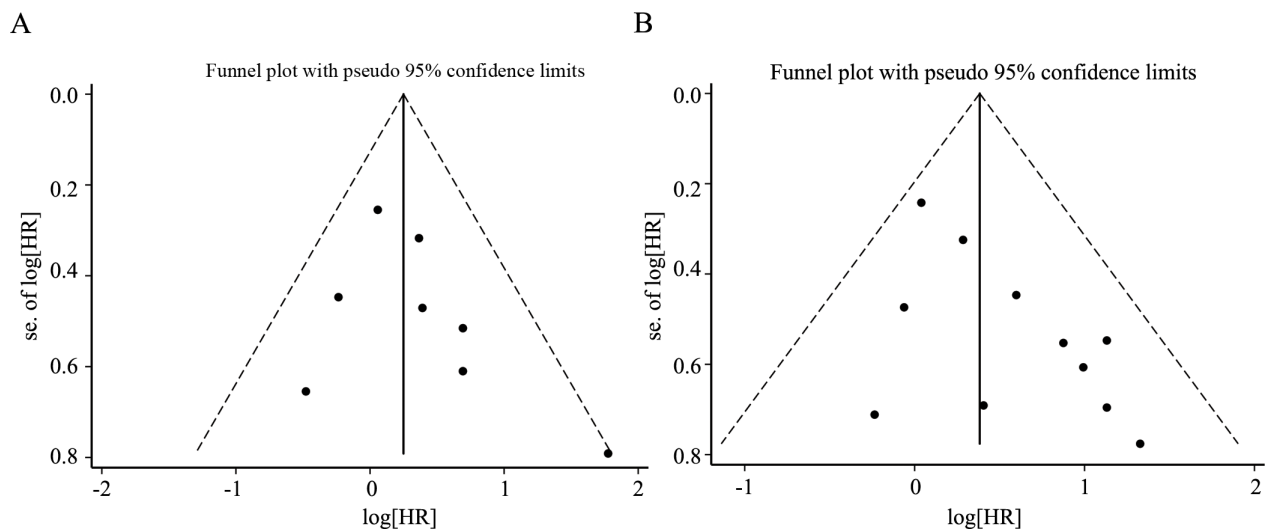 A
Funnel plot with pseudo 95% confidence limits
se. of log[HR]
0.0
0.2
0.4
0.6
0.8
-2
-1
0
1
2
log[HR]
B
Funnel plot with pseudo 95% confidence limits
se. of log[HR]
0.0
0.2
0.4
0.6
0.8
-1
0
1
2
log[HR]